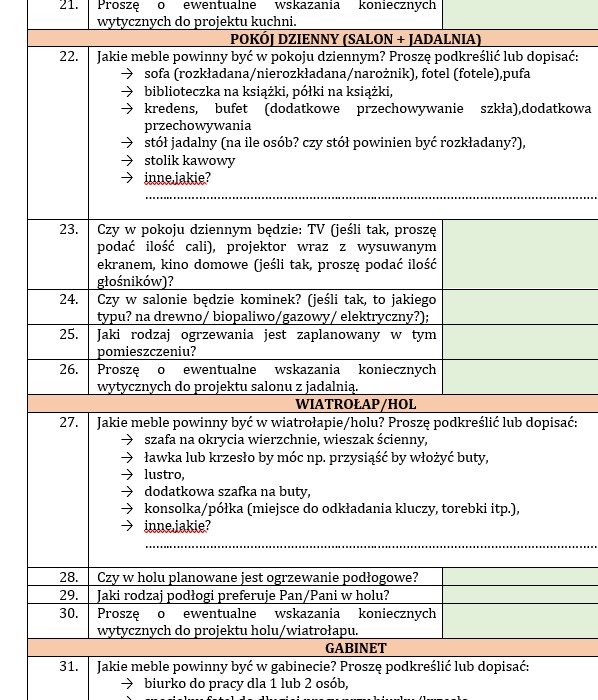 21. Proszę o ewentualne wskazania koniecznych
wytycznych do projektu kuchni.
POKÓJ DZIENNY (SALON + JADALNIA)
22. Jakie meble powinny być w pokoju dziennym? Proszę podkreślić lub dopisać:
→ sofa (rozkładana/nierozkładana/narożnik), fotel (fotele),pufa
→ biblioteczka na książki, półki na książki,
→ kredens, bufet (dodatkowe przechowywanie szkła),dodatkowa
przechowywania
→ stół jadalny (na ile osób? czy stół powinien być rozkładany?),
→ stolik kawowy
→ inne,jakie?
................................................................................
23. Czy w pokoju dziennym będzie: TV (jeśli tak, proszę
podać ilość cali), projektor wraz z wysuwanym
ekranem, kino domowe (jeśli tak, proszę podać ilość
głośników)?
24. Czy w salonie będzie kominek? (jeśli tak, to jakiego
typu? na drewno/ biopaliwo/gazowy/ elektryczny?);
25. Jaki rodzaj ogrzewania jest zaplanowany w tym
pomieszczeniu?
26. Proszę o ewentualne wskazania koniecznych
wytycznych do projektu salonu z jadalnią.
WIATROŁAP/HOL
27. Jakie meble powinny być w wiatrołapie/holu? Proszę podkreślić lub dopisać:
→ szafa na okrycia wierzchnie, wieszak ścienny,
→ ławka lub krzesło by móc np. przysiąść by włożyć buty,
→ lustro,
→ dodatkowa szafka na buty,
→ konsolka/półka (miejsce do odkładania kluczy, torebki itp.),
→ inne,jakie?
................................................................................
28. Czy w holu planowane jest ogrzewanie podłogowe?
29. Jaki rodzaj podłogi preferuje Pan/Pani w holu?
30. Proszę o ewentualne wskazania koniecznych
wytycznych do projektu holu/wiatrołapu.
GABINET
31. Jakie meble powinny być w gabinecie? Proszę podkreślić lub dopisać:
→ biurko do pracy dla 1 lub 2 osób,